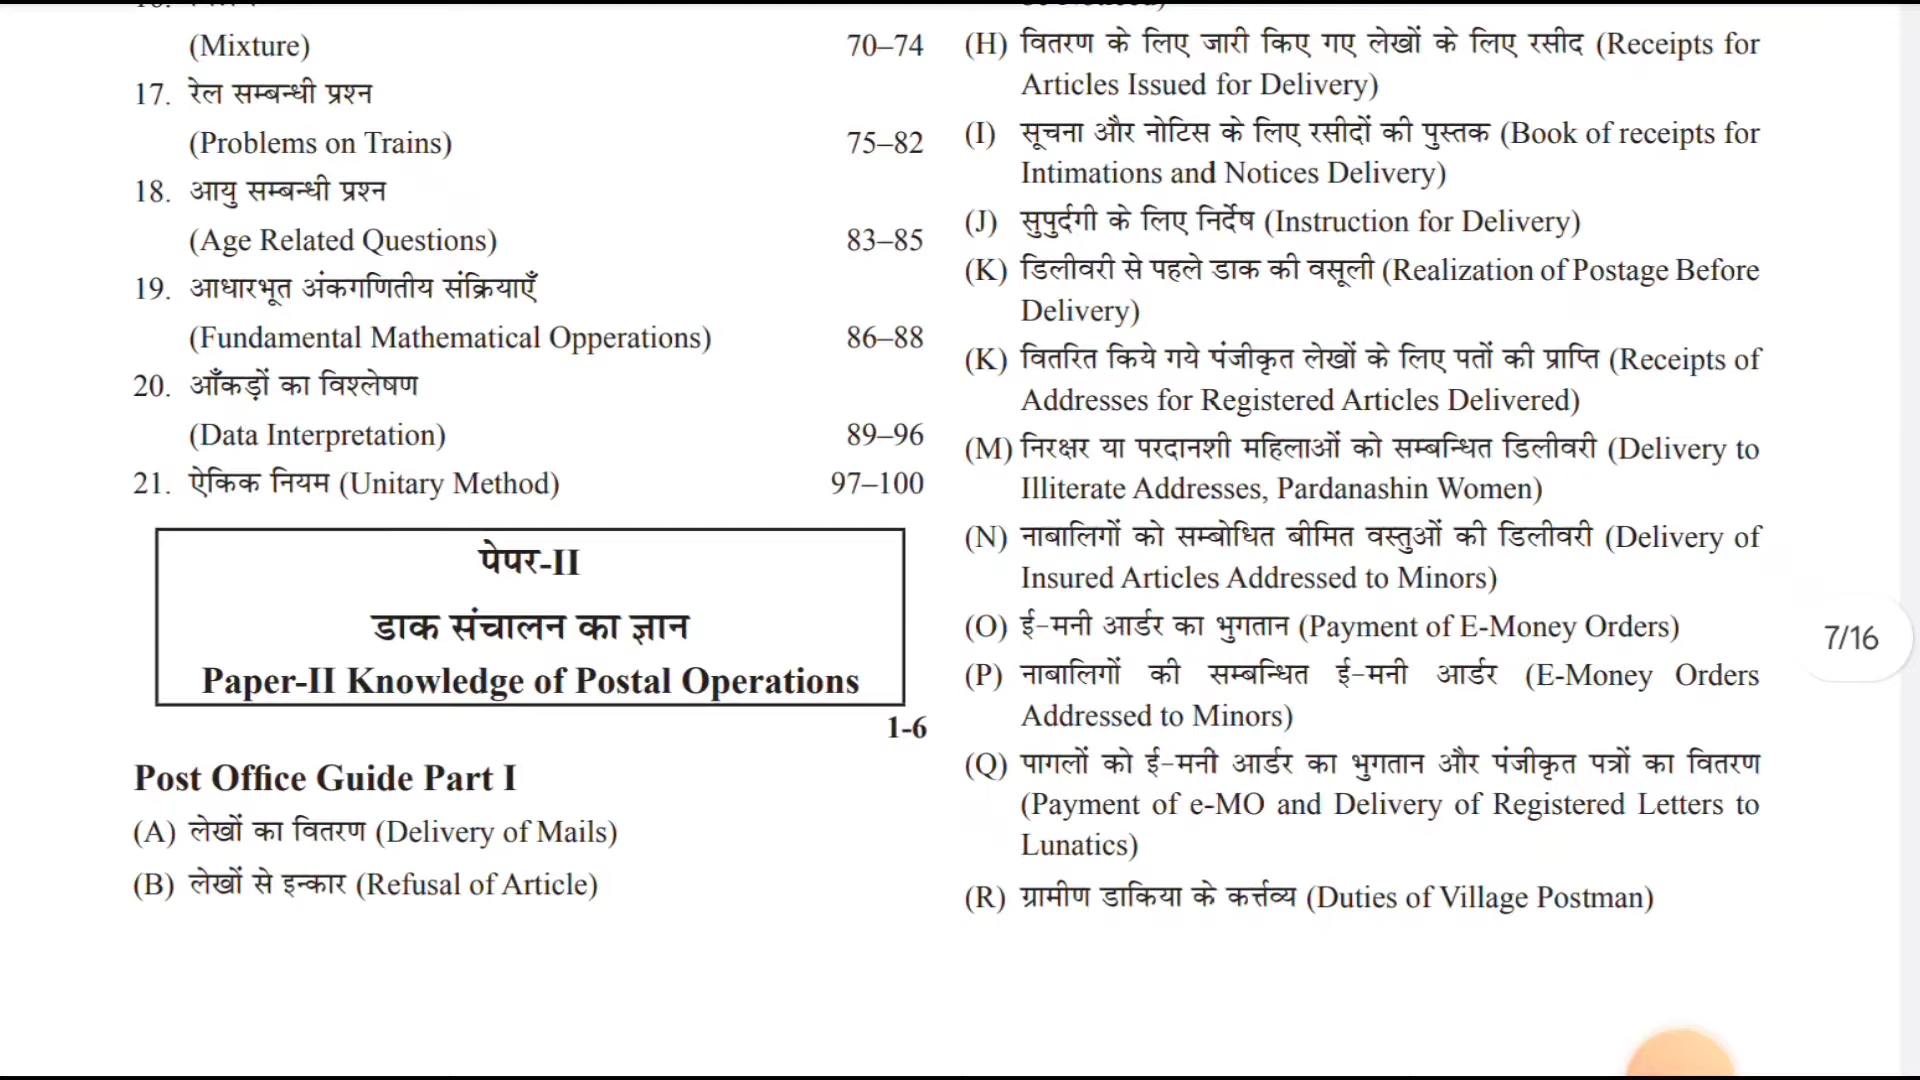 (Mixture) 70–74
17. रेल सम्बन्धी प्रश्न
(Problems on Trains) 75–82
18. आयु सम्बन्धी प्रश्न
(Age Related Questions) 83–85
19. आधारभूत अंकगणितीय संक्रियाएँ
(Fundamental Mathematical Opperations) 86–88
20. आँकड़ों का विश्लेषण
(Data Interpretation) 89–96
21. ऐकिक नियम (Unitary Method) 97–100
पेपर-II
डाक संचालन का ज्ञान
Paper-II Knowledge of Postal Operations
1-6
Post Office Guide Part I
(A) लेखों का वितरण (Delivery of Mails)
(B) लेखों से इन्कार (Refusal of Article)
(H) वितरण के लिए जारी किए गए लेखों के लिए रसीद (Receipts for
Articles Issued for Delivery)
(I) सूचना और नोटिस के लिए रसीदों की पुस्तक (Book of receipts for
Intimations and Notices Delivery)
(J) सुपुर्दगी के लिए निर्देष (Instruction for Delivery)
(K) डिलीवरी से पहले डाक की वसूली (Realization of Postage Before
Delivery)
(K) वितरित किये गये पंजीकृत लेखों के लिए पतों की प्राप्ति (Receipts of
Addresses for Registered Articles Delivered)
(M) निरक्षर या परदानशी महिलाओं को सम्बन्धित डिलीवरी (Delivery to
Illiterate Addresses, Pardanashin Women)
(N) नाबालिगों को सम्बोधित बीमित वस्तुओं की डिलीवरी (Delivery of
Insured Articles Addressed to Minors)
(O) ई-मनी आर्डर का भुगतान (Payment of E-Money Orders)
(P) नाबालिगों की सम्बन्धित ई-मनी आर्डर (E-Money Orders
Addressed to Minors)
(Q) पागलों को ई-मनी आर्डर का भुगतान और पंजीकृत पत्रों का वितरण
(Payment of e-MO and Delivery of Registered Letters to
Lunatics)
(R) ग्रामीण डाकिया के कर्त्तव्य (Duties of Village Postman)
7/16